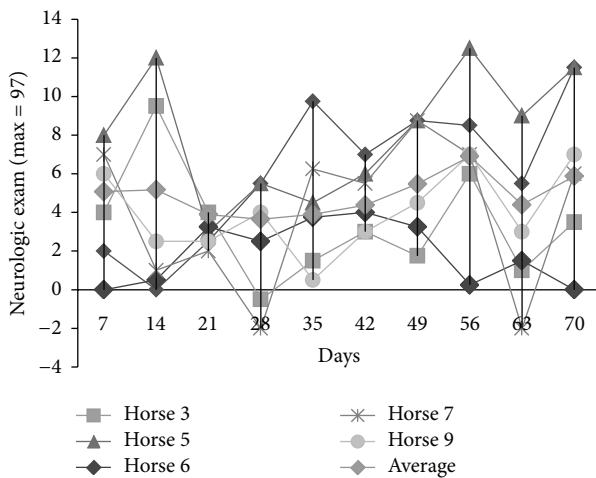 14
12
10
8
6
4
2
0
−2
−4
Neurologic exam (max = 97)
7 14 21 28 35 42 49 56 63 70
Days
Horse 3
Horse 5
Horse 6
Horse 7
Horse 9
Average